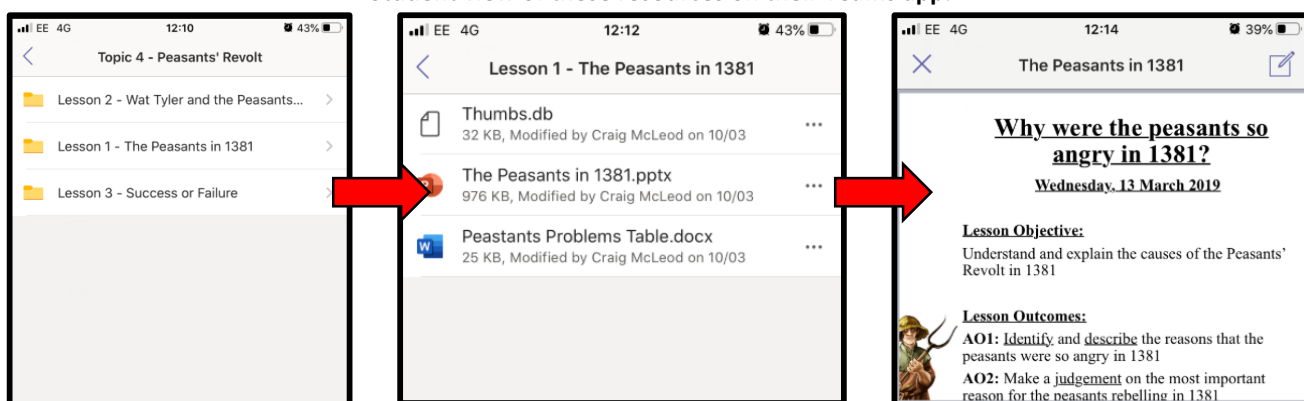 EE 4G 12:10 43%
Topic 4 - Peasants' Revolt
Lesson 2 - Wat Tyler and the Peasants...
Lesson 1 - The Peasants in 1381
Lesson 3 - Success or Failure
EE 4G 12:12 43%
Lesson 1 - The Peasants in 1381
Thumbs.db
32 KB, Modified by Craig McLeod on 10/03
The Peasants in 1381.pptx
976 KB, Modified by Craig McLeod on 10/03
W
Peastants Problems Table.docx
25 KB, Modified by Craig McLeod on 10/03
EE 4G 12:14 39%
The Peasants in 1381
Why were the peasants so
angry in 1381?
Wednesday, 13 March 2019
Lesson Objective:
Understand and explain the causes of the Peasants'
Revolt in 1381
Lesson Outcomes:
AO1: Identify and describe the reasons that the
peasants were so angry in 1381
AO2: Make a judgement on the most important
reason for the peasants rebelling in 1381